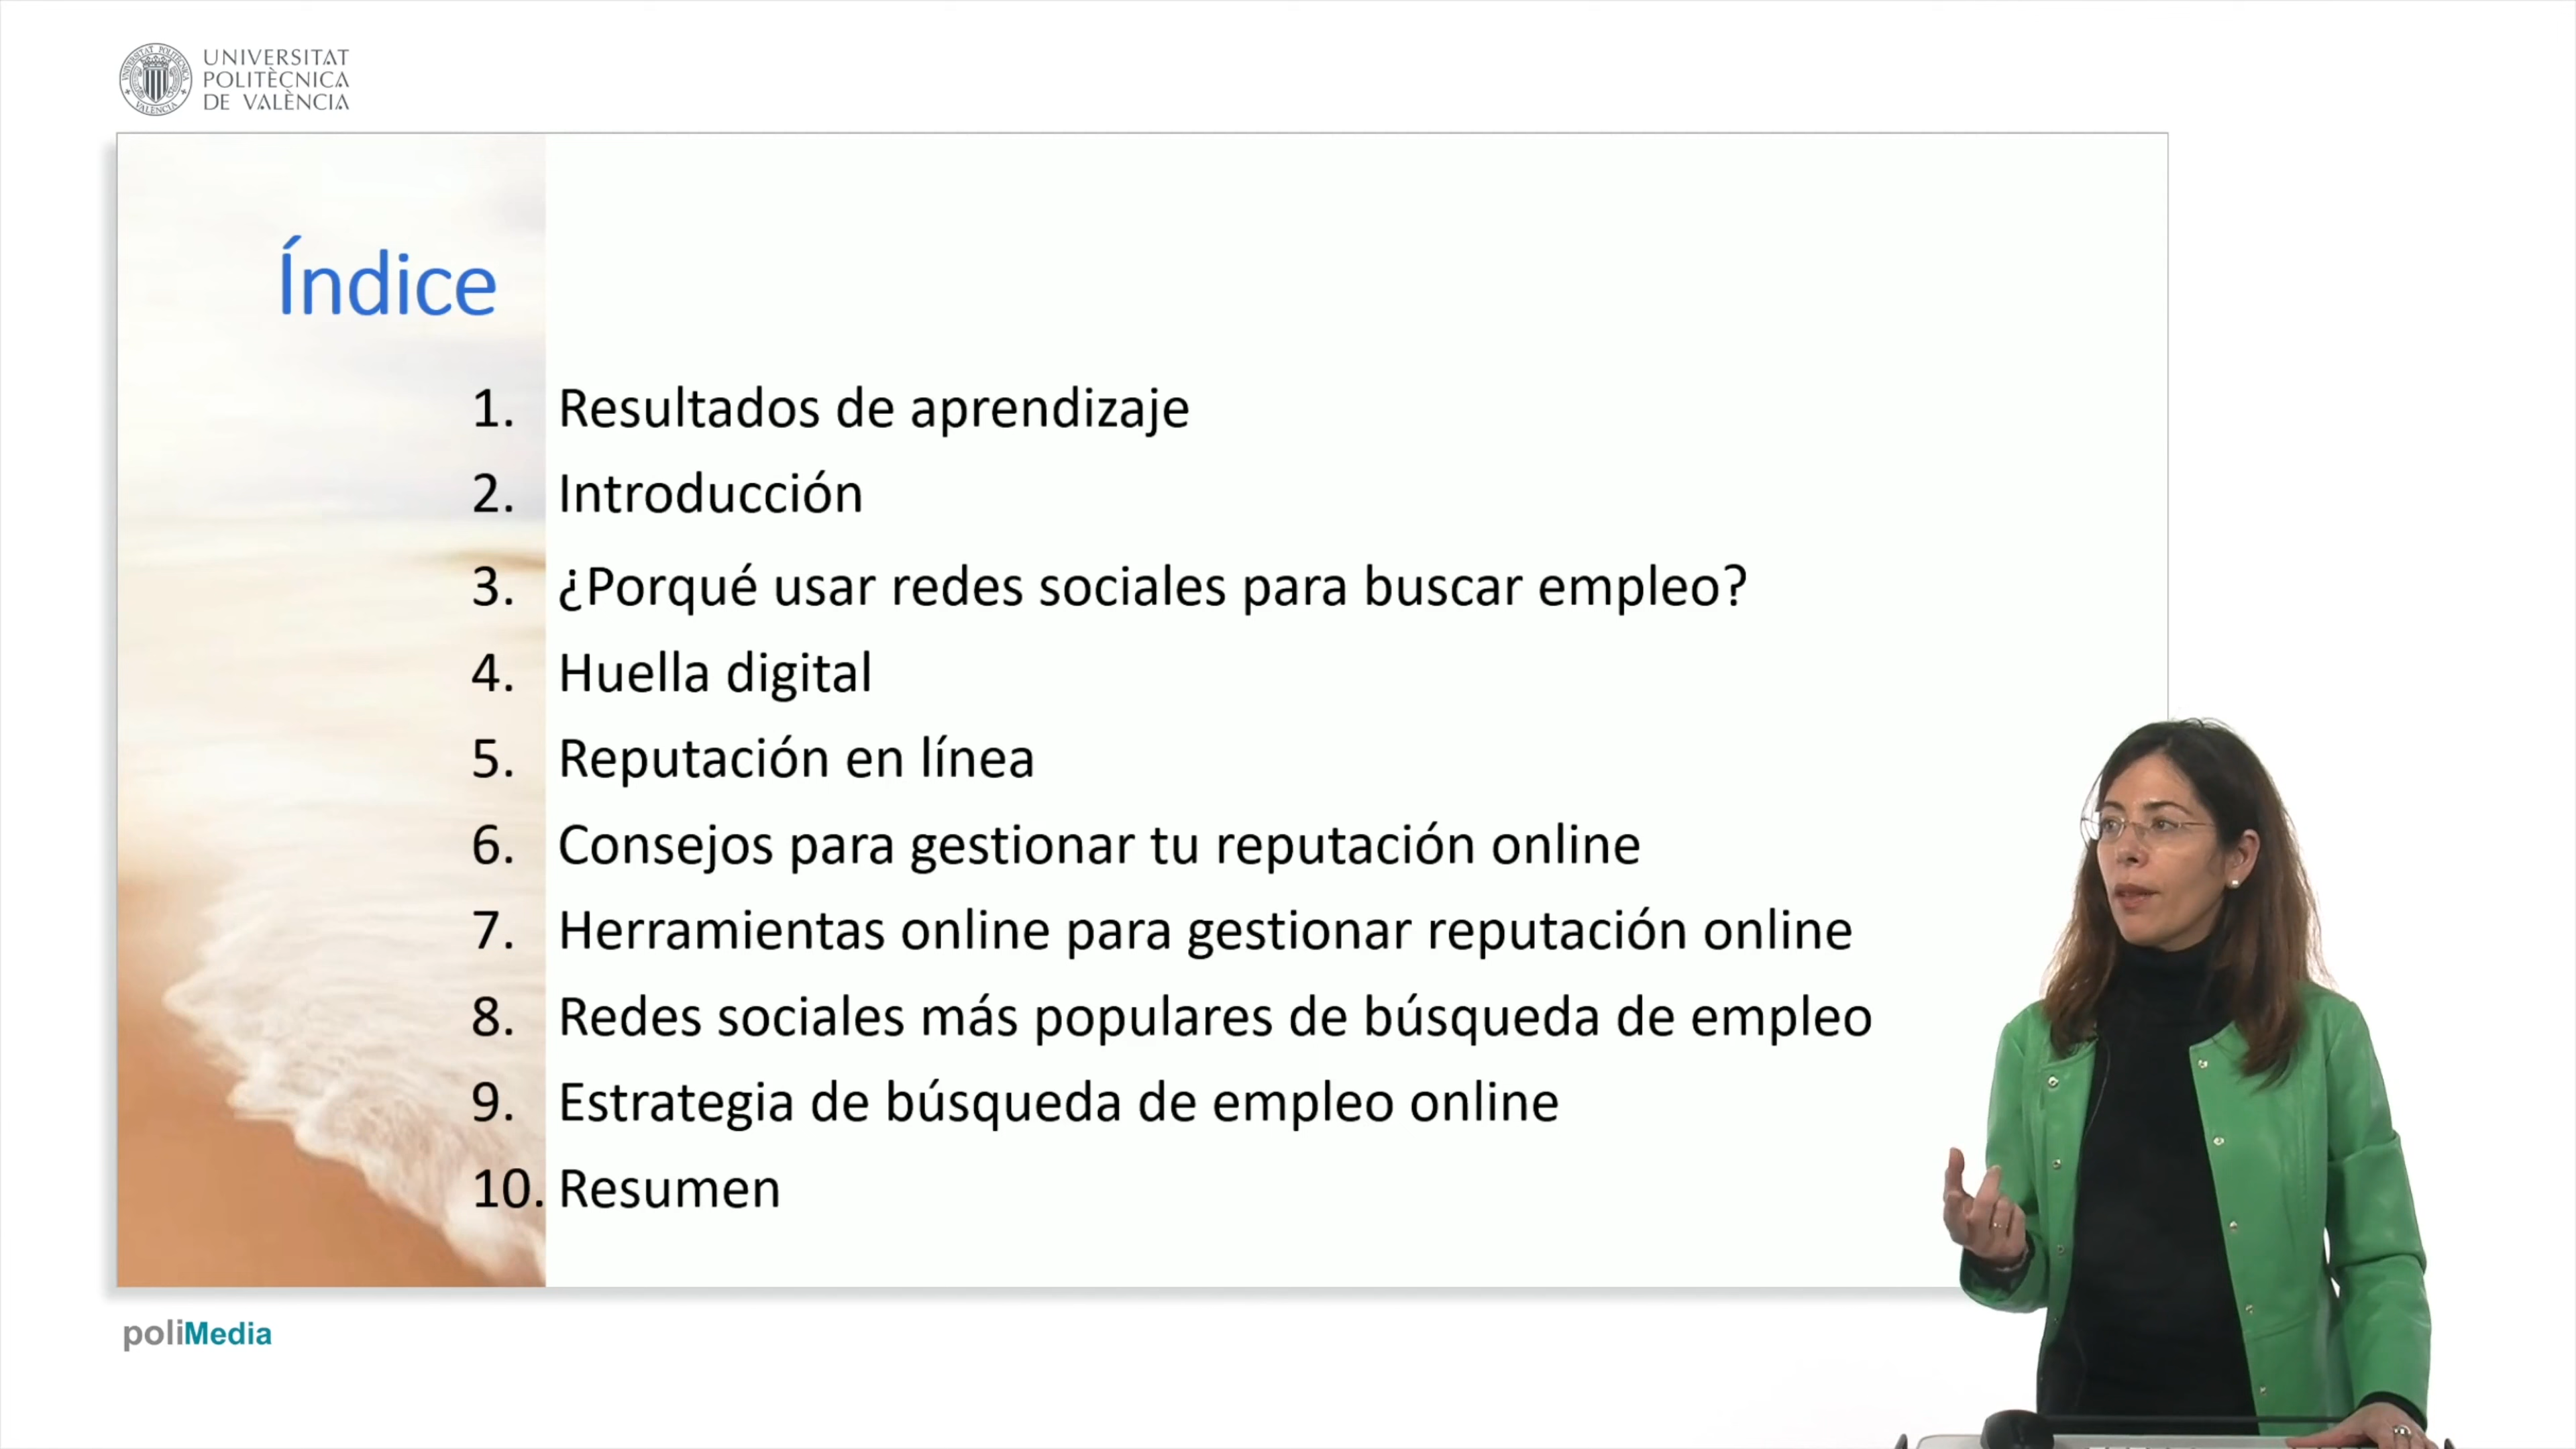 UNIVERSITAT
POLITÈCNICA
DE VALÈNCIA
Índice
1. Resultados de aprendizaje
2. Introducción
3. ¿Porqué usar redes sociales para buscar empleo?
4. Huella digital
5. Reputación en línea
6. Consejos para gestionar tu reputación online
7. Herramientas online para gestionar reputación online
8. Redes sociales más populares de búsqueda de empleo
9. Estrategia de búsqueda de empleo online
10. Resumen
poliMedia